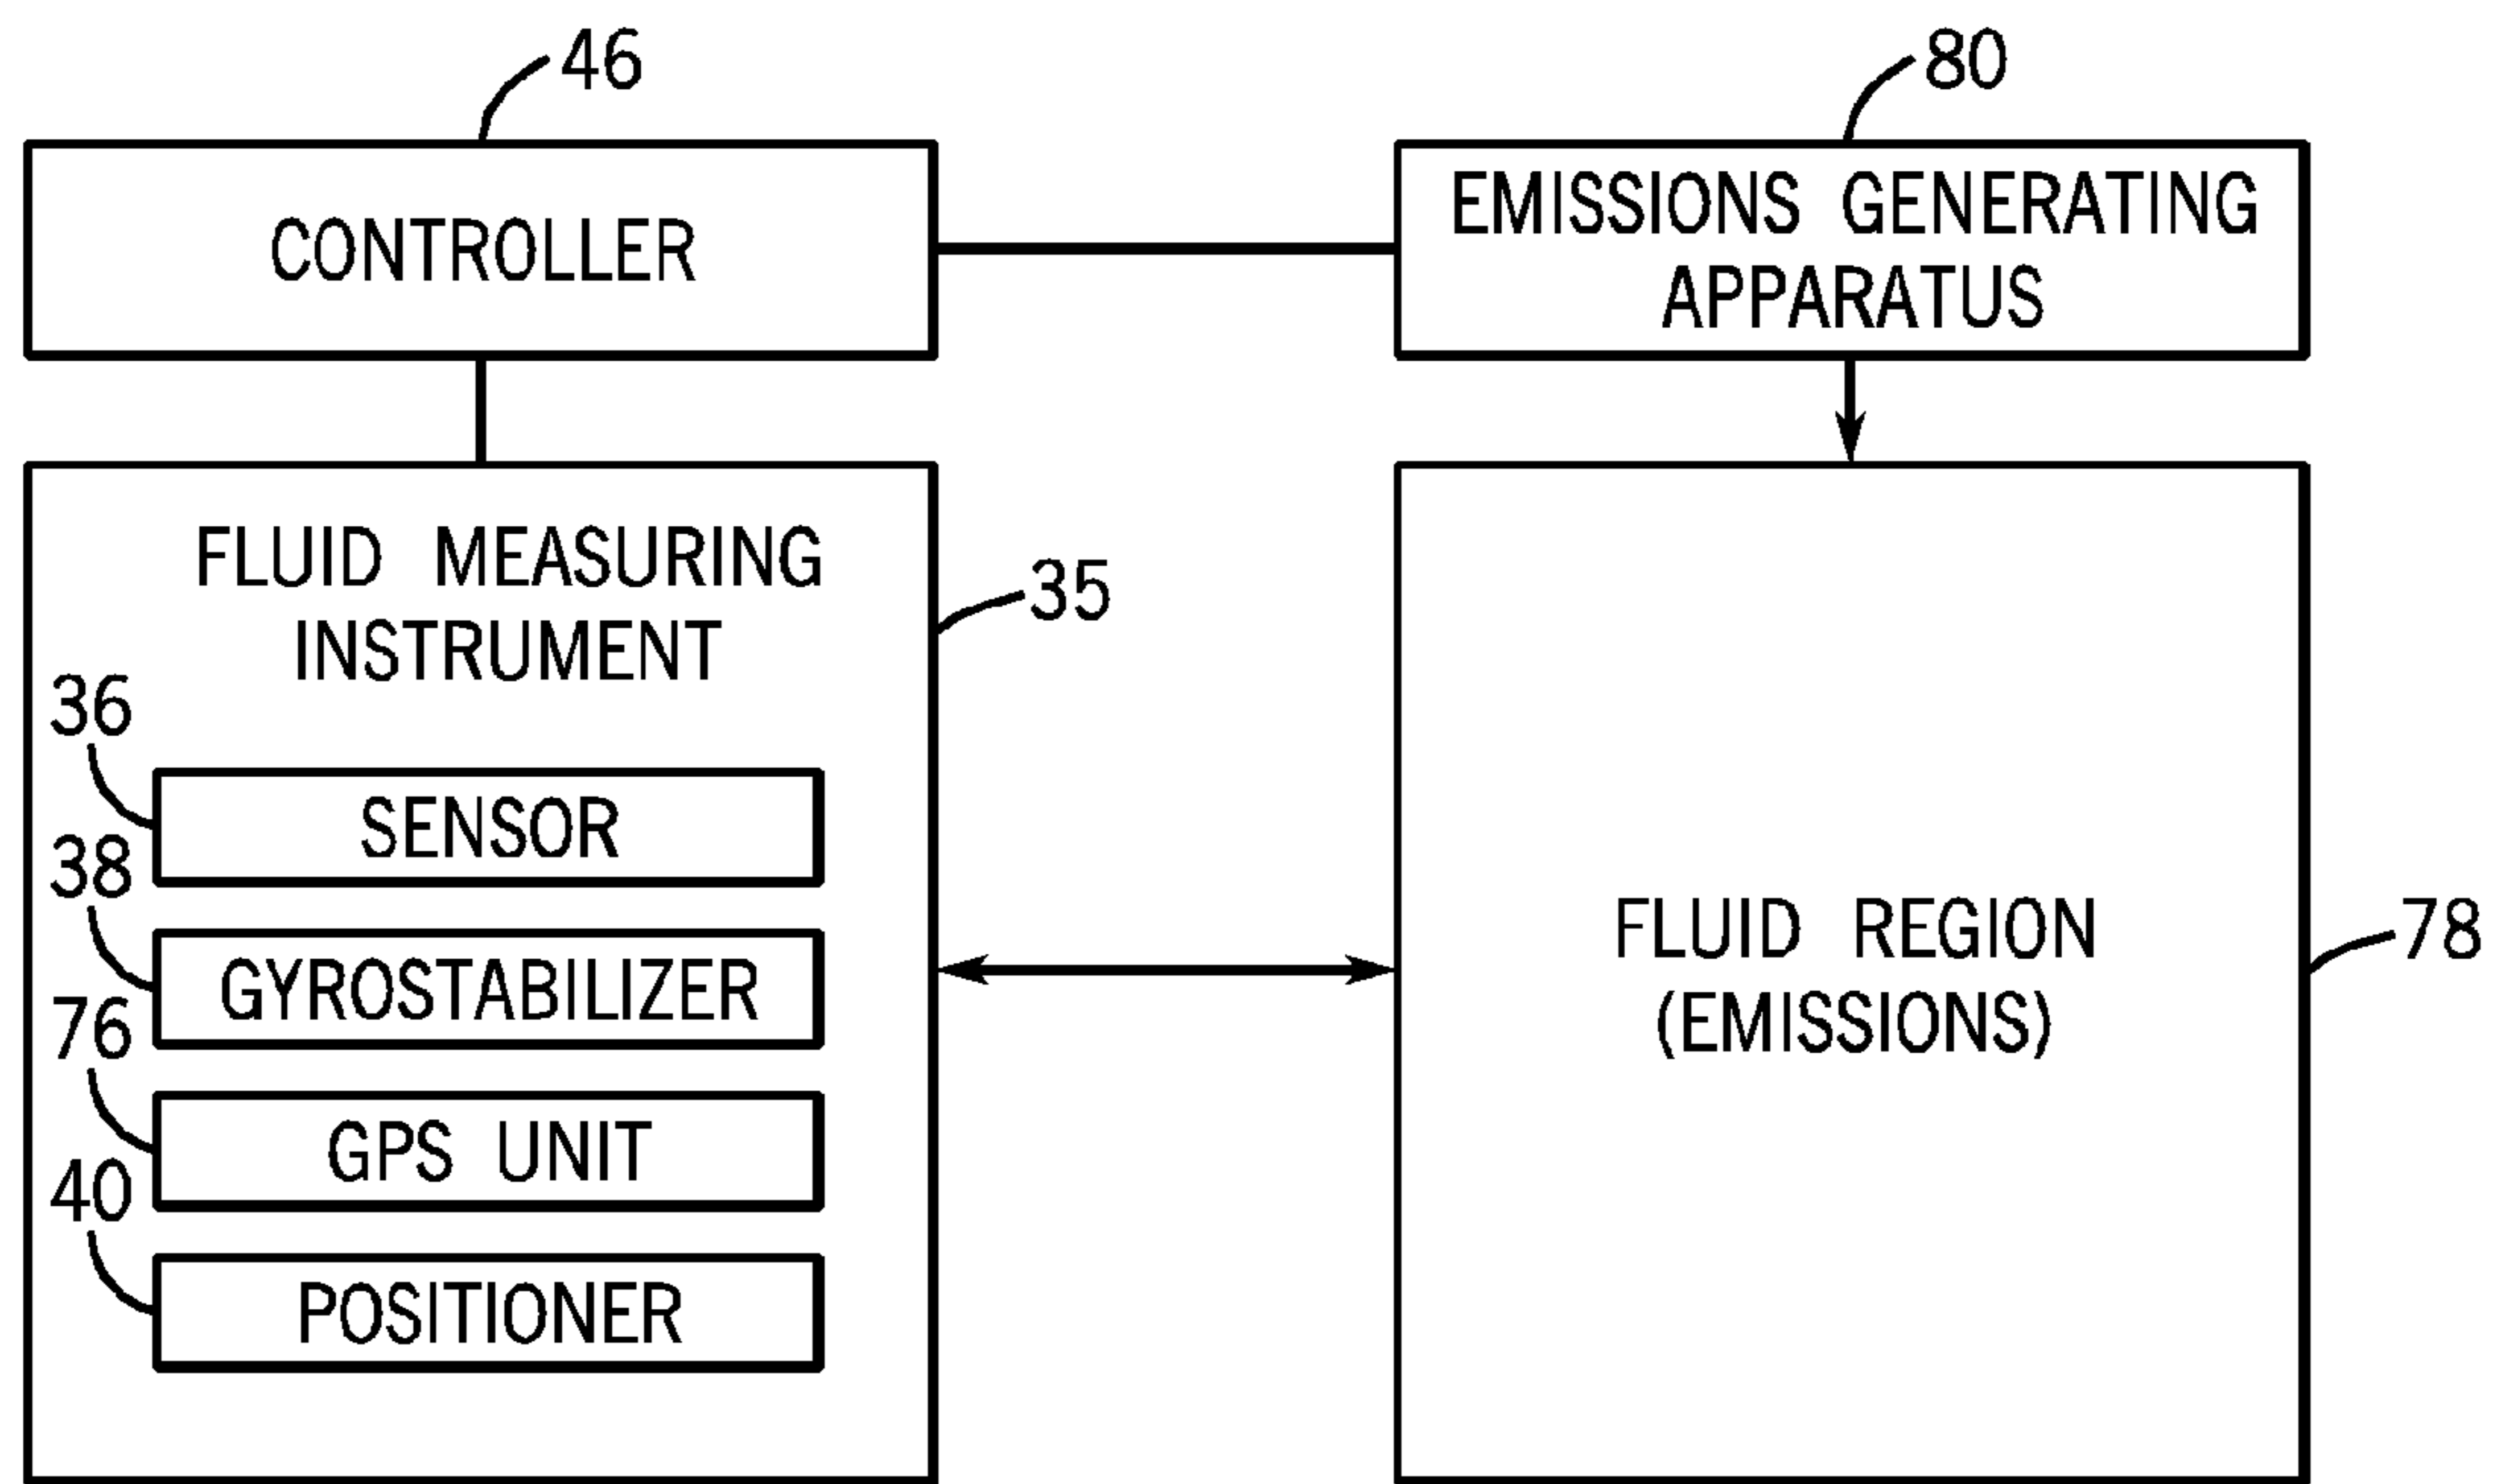 46
80
CONTROLLER
EMISSIONS GENERATING
APPARATUS
FLUID MEASURING
INSTRUMENT
35
36
SENSOR
38
GYROSTABILIZER
76
GPS UNIT
40
POSITIONER
FLUID REGION
(EMISSIONS)
78